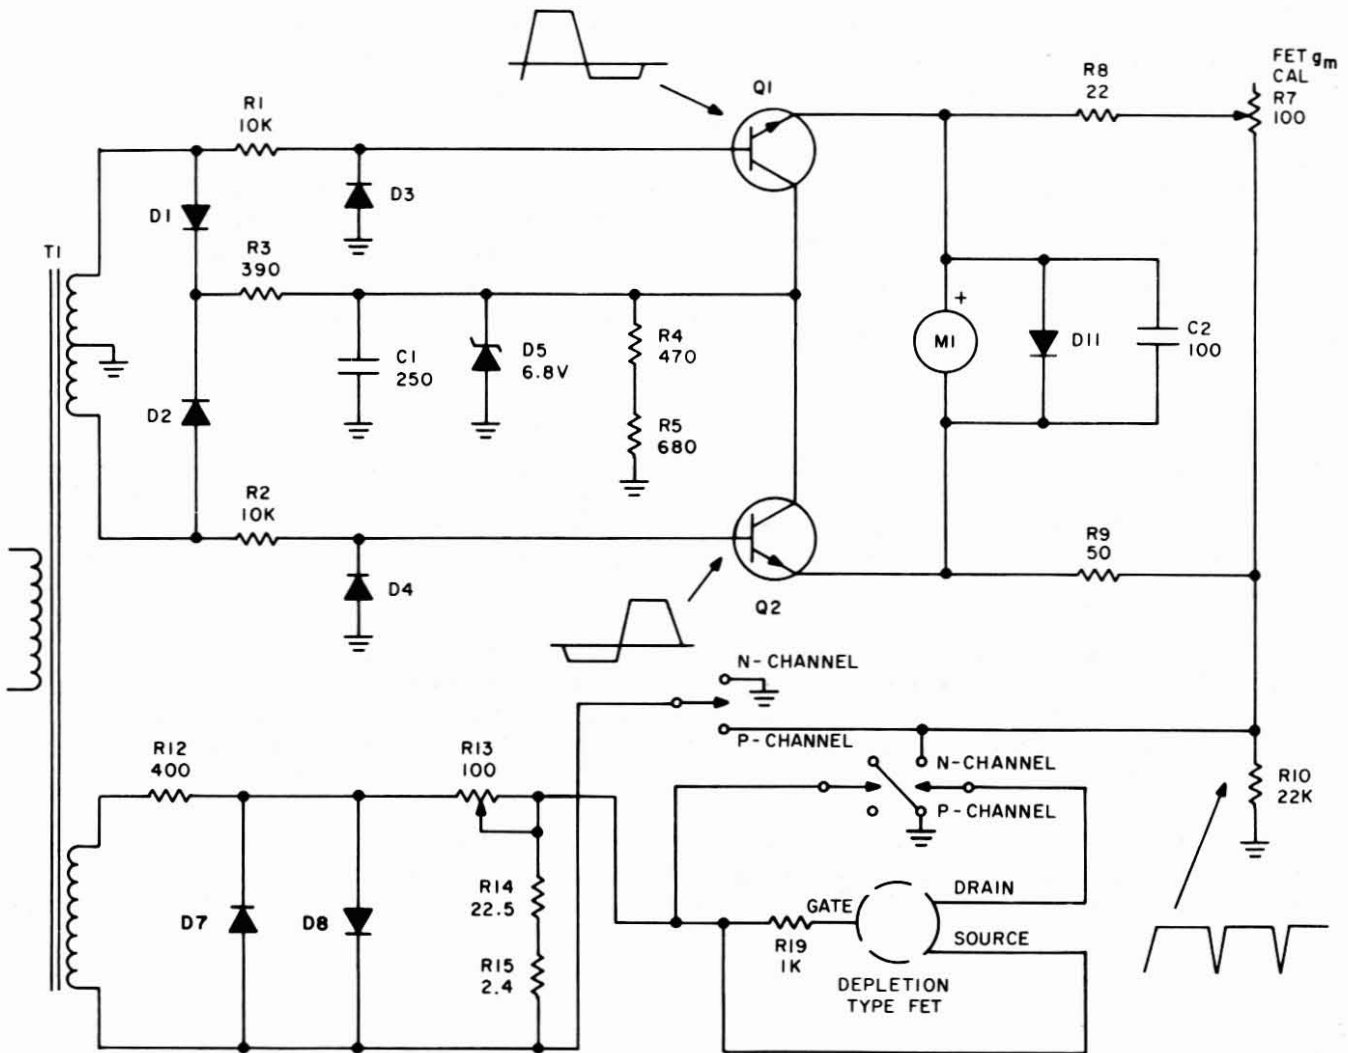 FET gm
CAL
R7
100
R8
22
Q1
R1
10K
D3
D1
T1
R3
390
C1
250
D5
6.8V
R4
470
R5
680
+
M1
D11
C2
100
D2
R2
10K
D4
Q2
R9
50
N-CHANNEL
P-CHANNEL
N-CHANNEL
P-CHANNEL
R10
22K
R12
400
R13
100
D7
D8
R14
22.5
R15
2.4
GATE
DRAIN
SOURCE
R19
1K
DEPLETION
TYPE FET